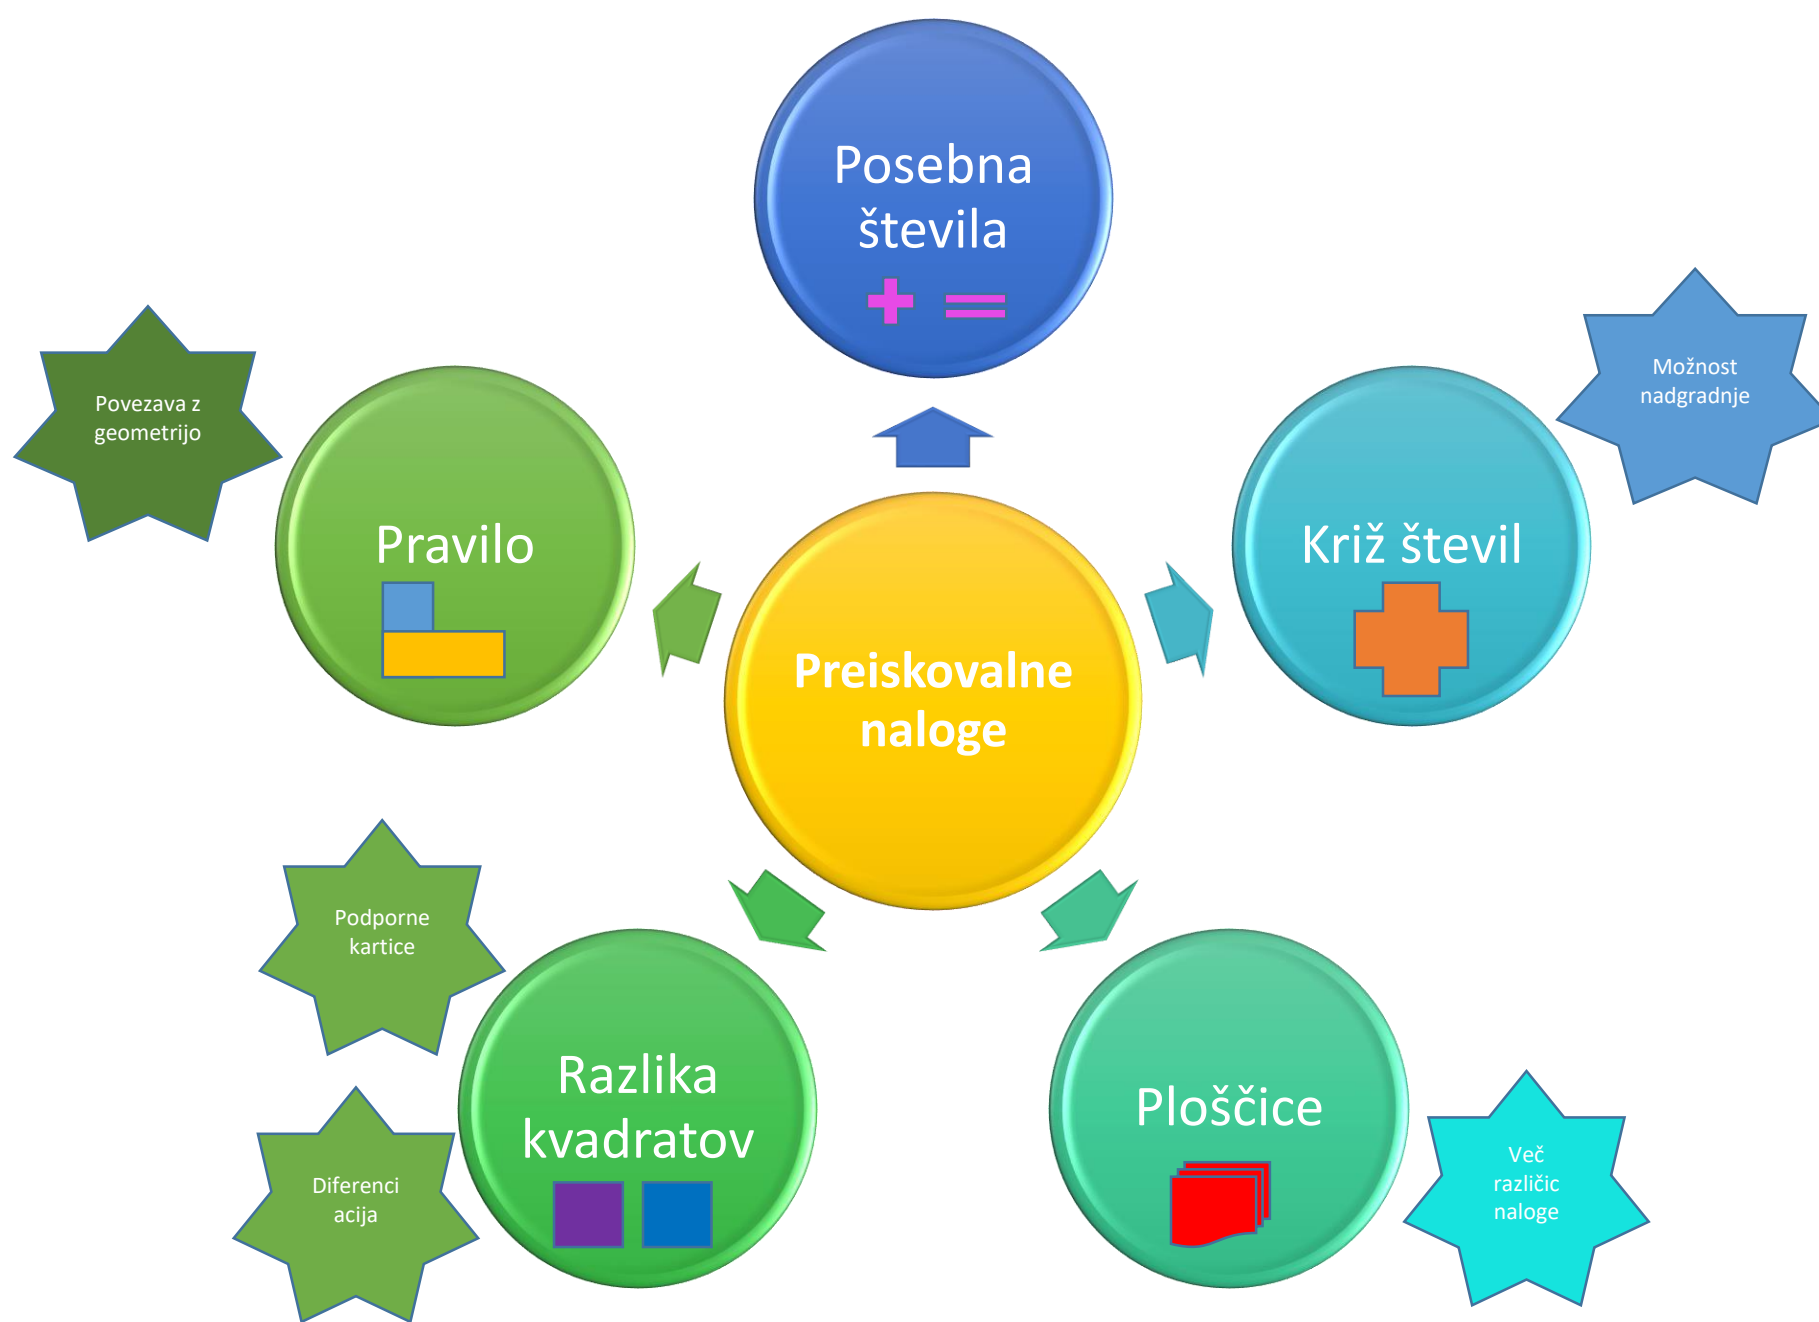 Posebna
števila
Možnost
nadgradnje
Povezava z
geometrijo
Pravilo
Križ števil
Preiskovalne
naloge
Podporne
kartice
Razlika
kvadratov
Ploščice
Diferenci
acija
Več
različic
naloge